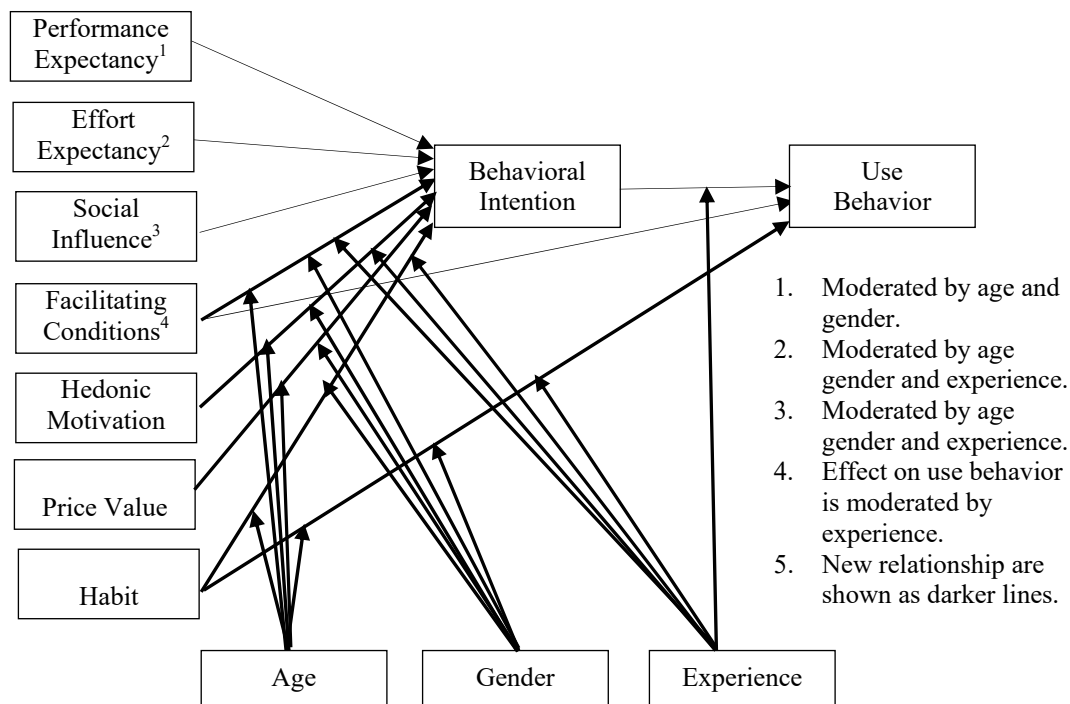 Performance
Expectancy1
Effort
Expectancy2
Social
Influence3
Facilitating
Conditions4
Hedonic
Motivation
Price Value
Habit
Behavioral
Intention
Use
Behavior
1. Moderated by age and
gender.
2. Moderated by age
gender and experience.
3. Moderated by age
gender and experience.
4. Effect on use behavior
is moderated by
experience.
5. New relationship are
shown as darker lines.
Age
Gender
Experience